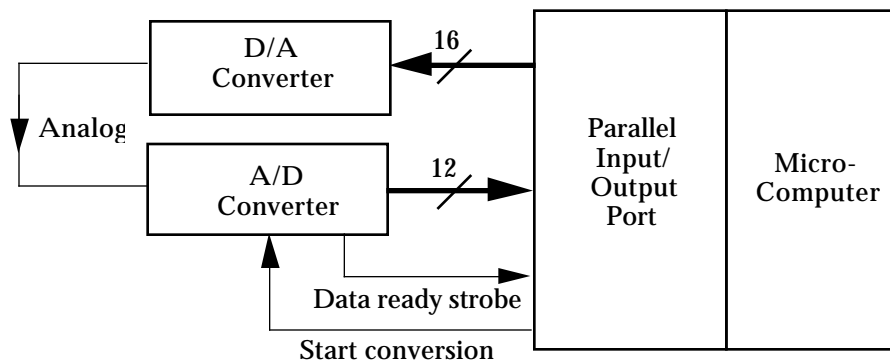 D/A
Converter
16
Analog
A/D
Converter
12
Parallel
Input/
Output
Port
Micro-
Computer
Data ready strobe
Start conversion